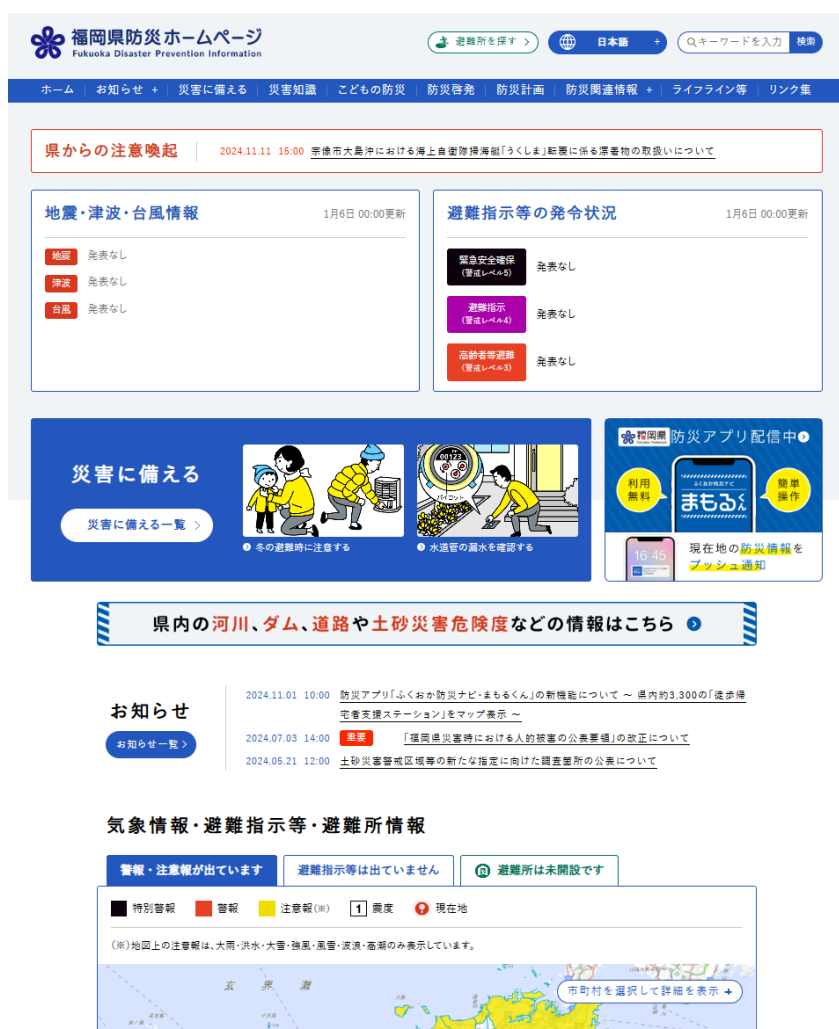 福岡県防災ホームページ
Fukuoka Disaster Prevention Information
避難所を探す
日本語 +
キーワードを入力 検索
ホーム お知らせ + 災害に備える 災害知識 こどもの防災 防災啓発 防災計画 防災関連情報 + ライフライン等 リンク集
県からの注意喚起 2024.11.11 15:00 宗像市大島沖における海上自衛隊掃海艇「うくしま」転覆に係る漂着物の取扱いについて
地震・津波・台風情報 1月6日 00:00更新
地震 発表なし
津波 発表なし
台風 発表なし
避難指示等の発令状況 1月6日 00:00更新
緊急安全確保
(警戒レベル5) 発表なし
避難指示
(警戒レベル4) 発表なし
高齢者等避難
(警戒レベル3) 発表なし
災害に備える
災害に備える一覧
冬の避難時に注意する
00123
パイロット
水道管の漏水を確認する
福岡県 防災アプリ配信中
利用
無料
ふくおか防災ナビ
まもるくん
簡単
操作
16:45
現在地の防災情報を
プッシュ通知
県内の河川、ダム、道路や土砂災害危険度などの情報はこちら
お知らせ
お知らせ一覧
2024.11.01 10:00 防災アプリ「ふくおか防災ナビ・まもるくん」の新機能について ～ 県内約3,300の「徒歩帰
宅者支援ステーション」をマップ表示 ～
2024.07.03 14:00 重要 「福岡県災害時における人的被害の公表要領」の改正について
2024.05.21 12:00 土砂災害警戒区域等の新たな指定に向けた調査箇所の公表について
気象情報・避難指示等・避難所情報
警報・注意報が出ています 避難指示等は出ていません 避難所は未開設です
特別警報 警報 注意報(※) 1 震度 現在地
(※)地図上の注意報は、大雨・洪水・大雪・強風・風雪・波浪・高潮のみ表示しています。
玄界灘
市町村を選択して詳細を表示 +